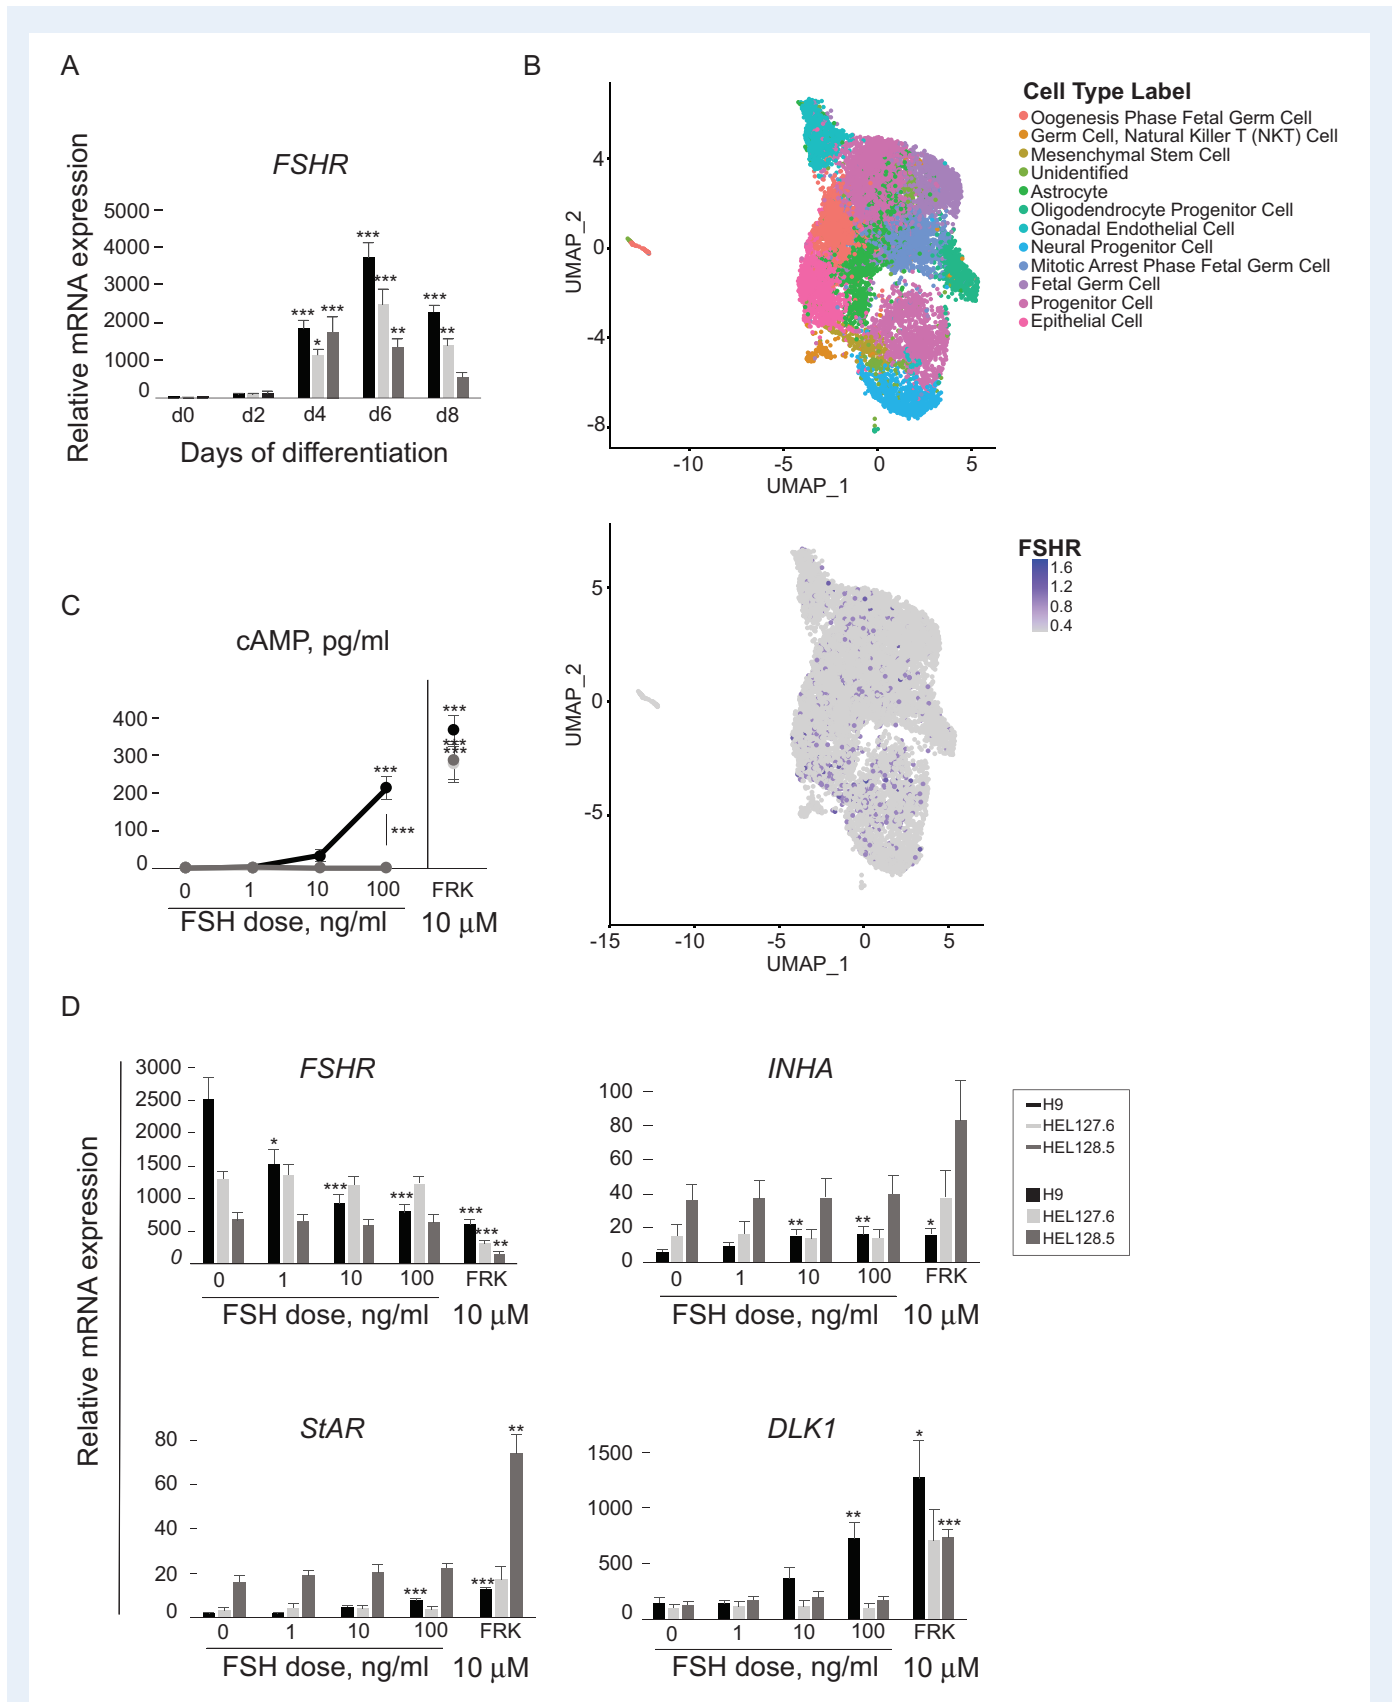 A
FSHR
Relative mRNA expression
5000
4000
3000
2000
1000
0
***
*
***
***
***
**
***
**
d0 d2 d4 d6 d8
Days of differentiation
B
UMAP_2
4
0
-4
-8
-10 -5 0 5
UMAP_1
Cell Type Label
Oogenesis Phase Fetal Germ Cell
Germ Cell, Natural Killer T (NKT) Cell
Mesenchymal Stem Cell
Unidentified
Astrocyte
Oligodendrocyte Progenitor Cell
Gonadal Endothelial Cell
Neural Progenitor Cell
Mitotic Arrest Phase Fetal Germ Cell
Fetal Germ Cell
Progenitor Cell
Epithelial Cell
UMAP_2
5
0
-5
-15 -10 -5 0 5
UMAP_1
FSHR
1.6
1.2
0.8
0.4
C
cAMP, pg/ml
400
300
200
100
0
***
***
***
***
***
0 1 10 100 FRK
FSH dose, ng/ml 10 µM
D
Relative mRNA expression
FSHR
3000
2500
2000
1500
1000
500
0
*
***
***
***
***
**
0 1 10 100 FRK
FSH dose, ng/ml 10 µM
INHA
100
80
60
40
20
0
**
**
*
0 1 10 100 FRK
FSH dose, ng/ml 10 µM
H9
HEL127.6
HEL128.5
H9
HEL127.6
HEL128.5
StAR
80
60
40
20
0
***
***
**
0 1 10 100 FRK
FSH dose, ng/ml 10 µM
DLK1
1500
1000
500
0
**
*
***
0 1 10 100 FRK
FSH dose, ng/ml 10 µM